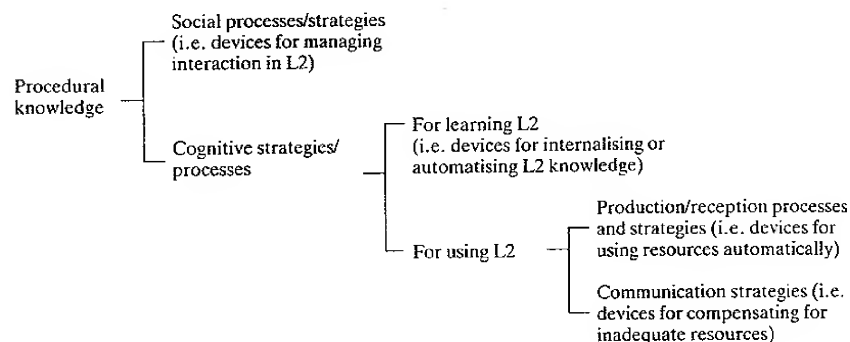 Social processes/strategies
(i.e. devices for managing
interaction in L2)
Procedural
knowledge
Cognitive strategies/
processes
For learning L2
(i.e. devices for internalising or
automatising L2 knowledge)
For using L2
Production/reception processes
and strategies (i.e. devices for
using resources automatically)
Communication strategies (i.e.
devices for compensating for
inadequate resources)